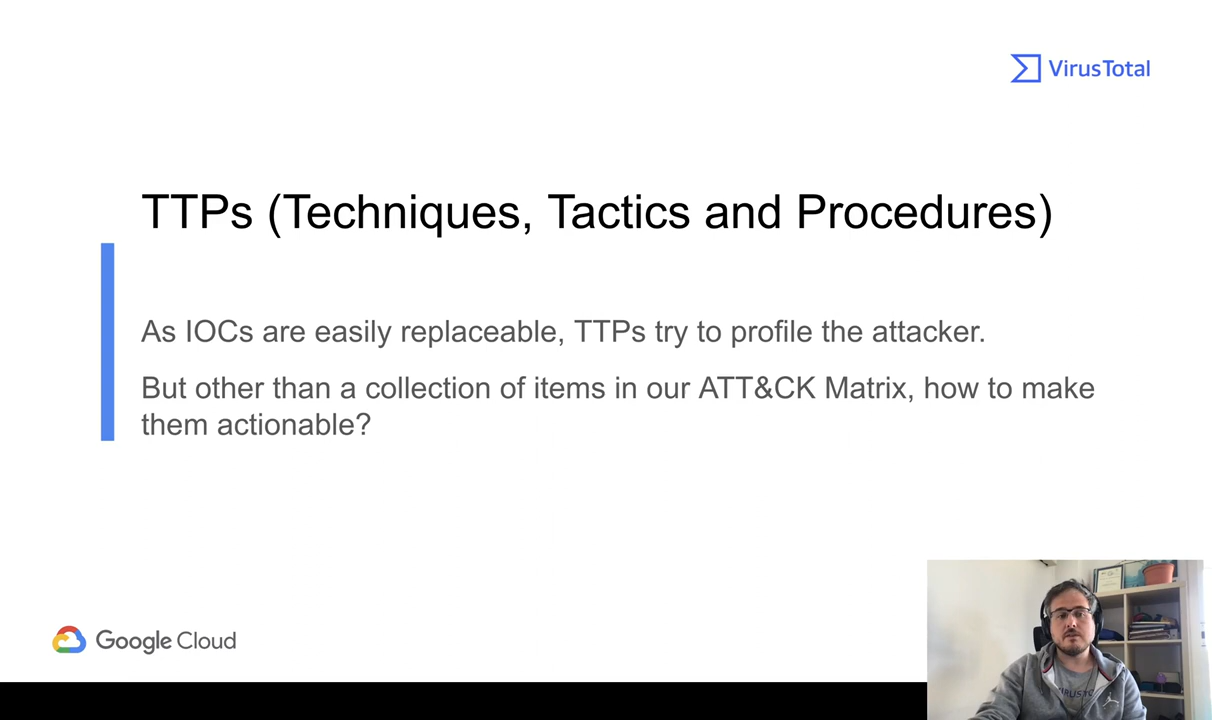 VirusTotal
TTPs (Techniques, Tactics and Procedures)
As IOCs are easily replaceable, TTPs try to profile the attacker.
But other than a collection of items in our ATT&CK Matrix, how to make
them actionable?
Google Cloud